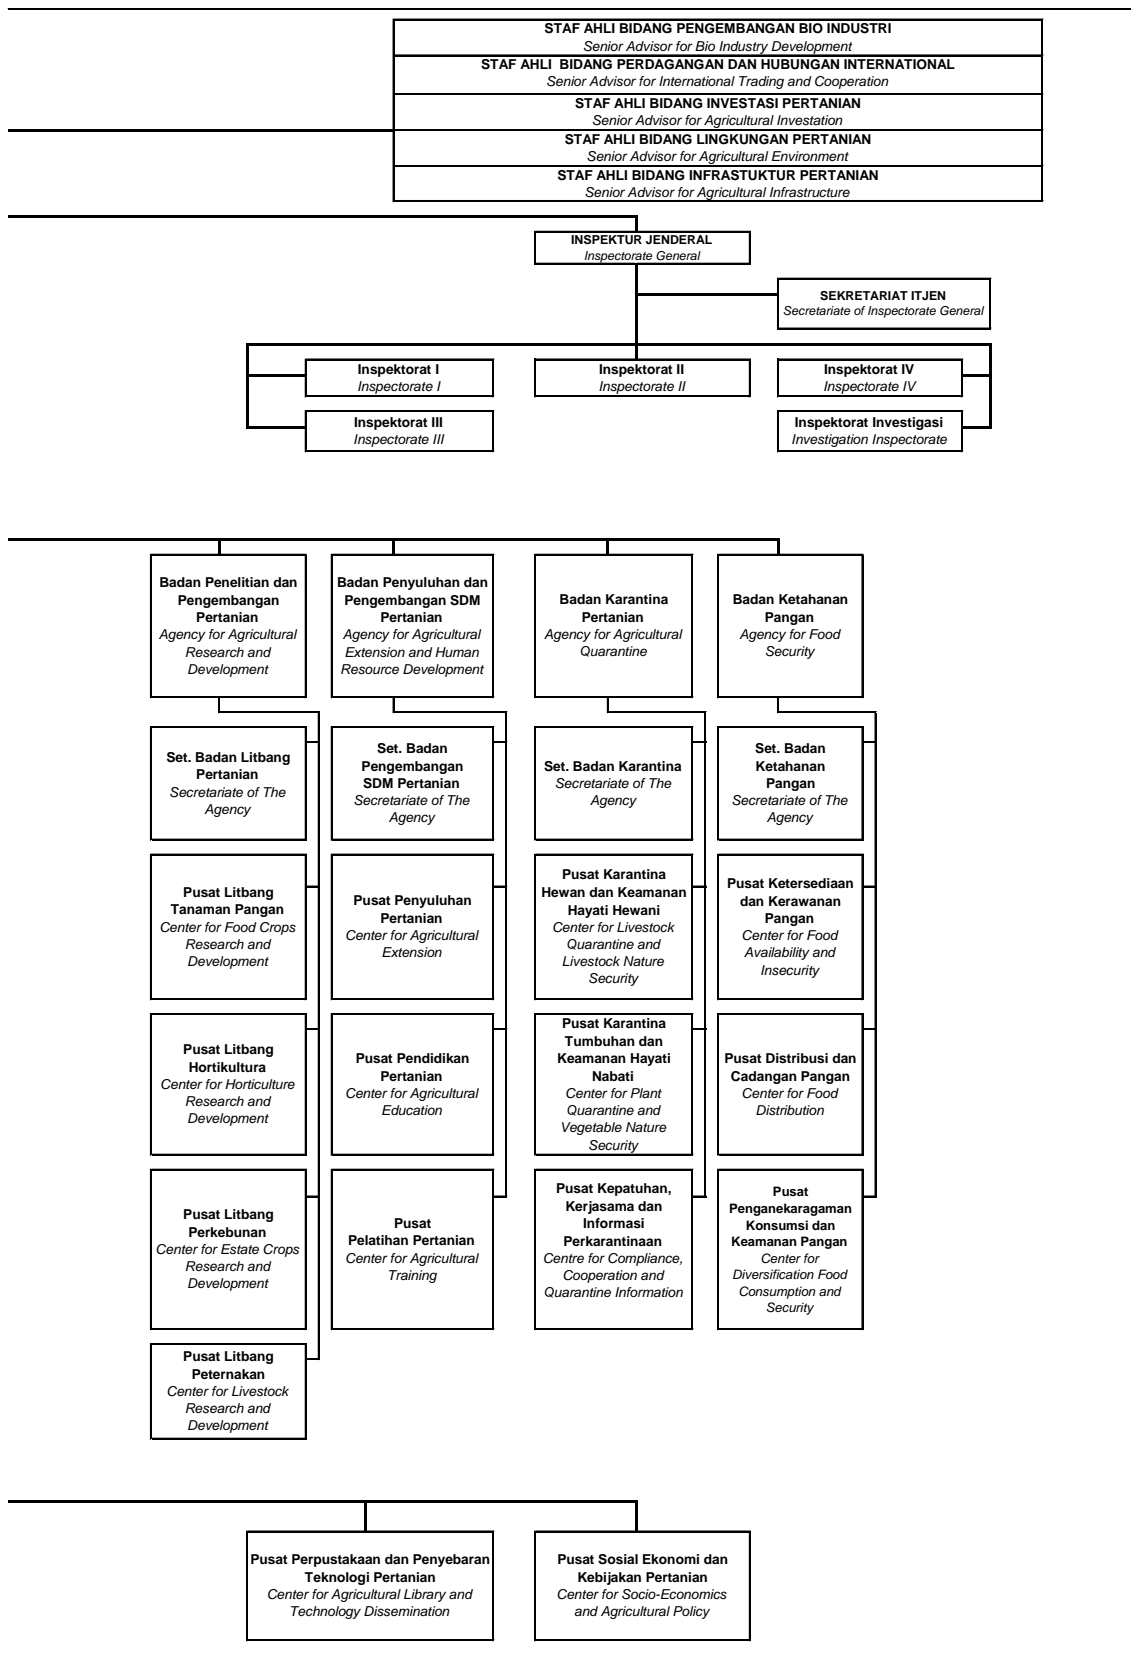 STAF AHLI BIDANG PENGEMBANGAN BIO INDUSTRI
Senior Advisor for Bio Industry Development
STAF AHLI BIDANG PERDAGANGAN DAN HUBUNGAN INTERNATIONAL
Senior Advisor for International Trading and Cooperation
STAF AHLI BIDANG INVESTASI PERTANIAN
Senior Advisor for Agricultural Investation
STAF AHLI BIDANG LINGKUNGAN PERTANIAN
Senior Advisor for Agricultural Environment
STAF AHLI BIDANG INFRASTUKTUR PERTANIAN
Senior Advisor for Agricultural Infrastructure
INSPEKTUR JENDERAL
Inspectorate General
SEKRETARIAT ITJEN
Secretariate of Inspectorate General
Inspektorat I
Inspectorate I
Inspektorat II
Inspectorate II
Inspektorat IV
Inspectorate IV
Inspektorat III
Inspectorate III
Inspektorat Investigasi
Investigation Inspectorate
Badan Penelitian dan
Pengembangan
Pertanian
Agency for Agricultural
Research and
Development
Badan Penyuluhan dan
Pengembangan SDM
Pertanian
Agency for Agricultural
Extension and Human
Resource Development
Badan Karantina
Pertanian
Agency for Agricultural
Quarantine
Badan Ketahanan
Pangan
Agency for Food
Security
Set. Badan Litbang
Pertanian
Secretariate of The
Agency
Set. Badan
Pengembangan
SDM Pertanian
Secretariate of The
Agency
Set. Badan Karantina
Secretariate of The
Agency
Set. Badan
Ketahanan
Pangan
Secretariate of The
Agency
Pusat Litbang
Tanaman Pangan
Center for Food Crops
Research and
Development
Pusat Penyuluhan
Pertanian
Center for Agricultural
Extension
Pusat Karantina
Hewan dan Keamanan
Hayati Hewani
Center for Livestock
Quarantine and
Livestock Nature
Security
Pusat Ketersediaan
dan Kerawanan
Pangan
Center for Food
Availability and
Insecurity
Pusat Litbang
Hortikultura
Center for Horticulture
Research and
Development
Pusat Pendidikan
Pertanian
Center for Agricultural
Education
Pusat Karantina
Tumbuhan dan
Keamanan Hayati
Nabati
Center for Plant
Quarantine and
Vegetable Nature
Security
Pusat Distribusi dan
Cadangan Pangan
Center for Food
Distribution
Pusat Litbang
Perkebunan
Center for Estate Crops
Research and
Development
Pusat
Pelatihan Pertanian
Center for Agricultural
Training
Pusat Kepatuhan,
Kerjasama dan
Informasi
Perkarantinaan
Centre for Compliance,
Cooperation and
Quarantine Information
Pusat
Penganekaragaman
Konsumsi dan
Keamanan Pangan
Center for
Diversification Food
Consumption and
Security
Pusat Litbang
Peternakan
Center for Livestock
Research and
Development
Pusat Perpustakaan dan Penyebaran
Teknologi Pertanian
Center for Agricultural Library and
Technology Dissemination
Pusat Sosial Ekonomi dan
Kebijakan Pertanian
Center for Socio-Economics
and Agricultural Policy